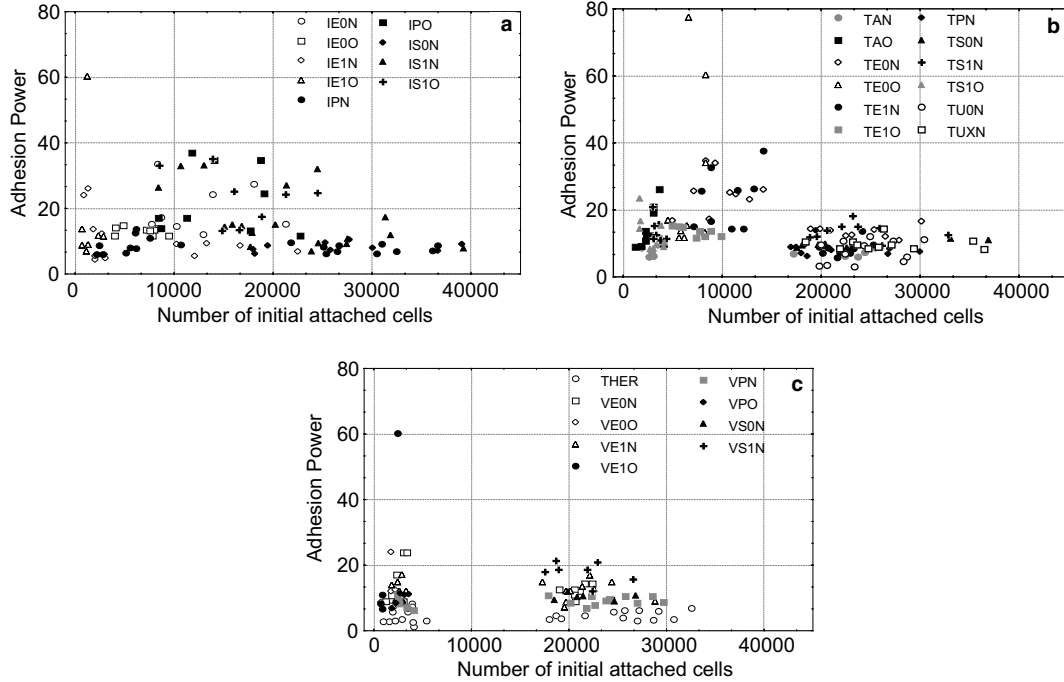 a
80
60
40
20
0
Adhesion Power
IE0N
IE0O
IE1N
IE1O
IPN
IPO
IS0N
IS1N
IS1O
0 10000 20000 30000 40000
Number of initial attached cells
b
80
60
40
20
0
Adhesion Power
TAN
TAO
TE0N
TE0O
TE1N
TE1O
TPN
TS0N
TS1N
TS1O
TU0N
TUXN
0 10000 20000 30000 40000
Number of initial attached cells
c
80
60
40
20
0
Adhesion Power
THER
VE0N
VE0O
VE1N
VE1O
VPN
VPO
VS0N
VS1N
0 10000 20000 30000 40000
Number of initial attached cells